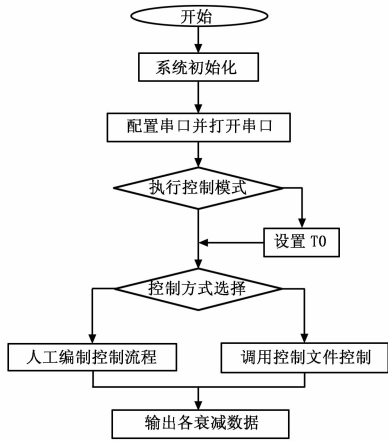 开始
系统初始化
配置串口并打开串口
执行控制模式
设置 T0
控制方式选择
人工编制控制流程
调用控制文件控制
输出各衰减数据